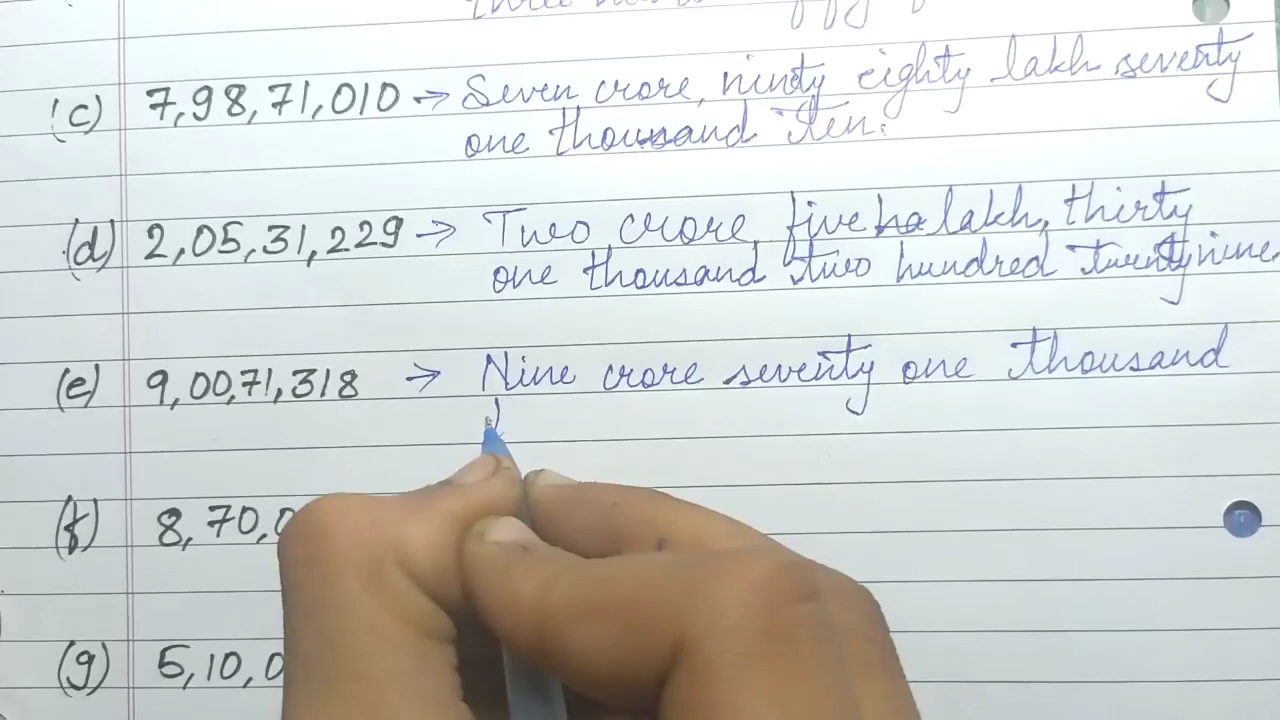 (c) 7,98,71,010 → Seven crore, ninety eighty lakh seventy
one thousand ten.
(d) 2,05,31,229 → Two crore, five ha lakh, thirty
one thousand two hundred twenty nine.
(e) 9,00,71,318 → Nine crore seventy one thousand
(f) 8,70,0
(g) 5,10,0